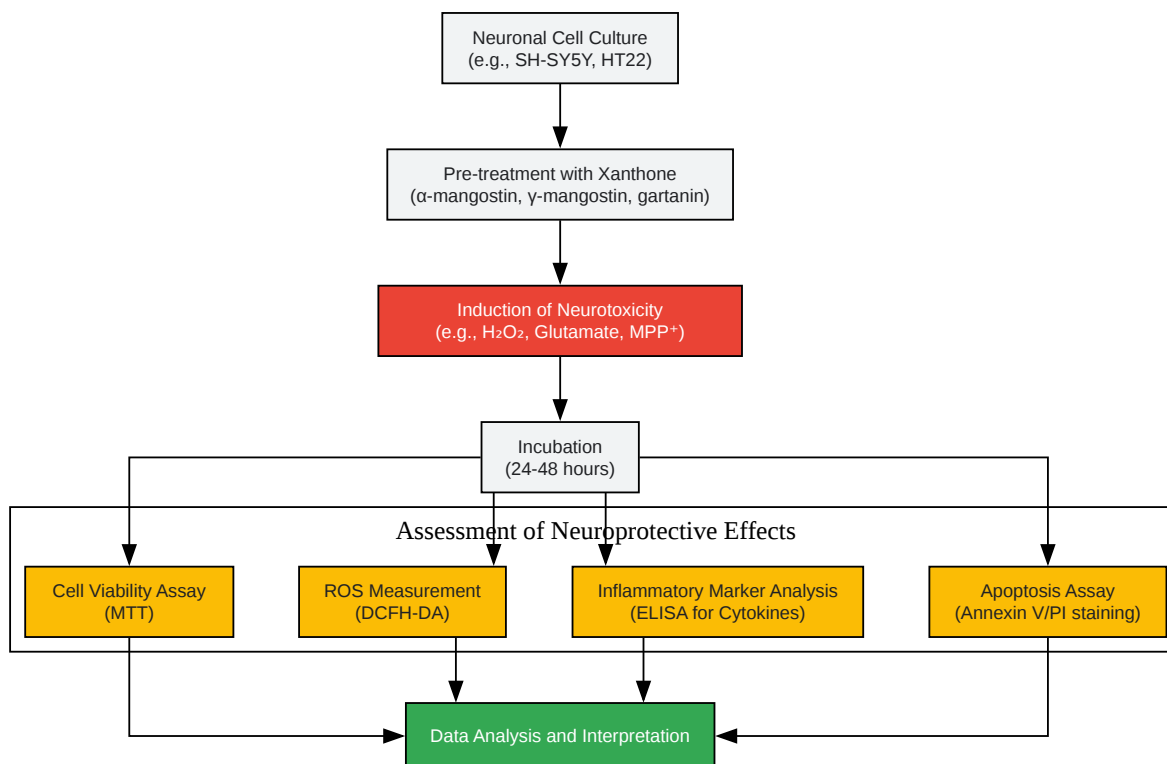 Neuronal Cell Culture
(e.g., SH-SY5Y, HT22)
Pre-treatment with Xanthone
(α-mangostin, γ-mangostin, gartanin)
Induction of Neurotoxicity
(e.g., H₂O₂, Glutamate, MPP⁺)
Incubation
(24-48 hours)
Assessment of Neuroprotective Effects
Cell Viability Assay
(MTT)
ROS Measurement
(DCFH-DA)
Inflammatory Marker Analysis
(ELISA for Cytokines)
Apoptosis Assay
(Annexin V/PI staining)
Data Analysis and Interpretation